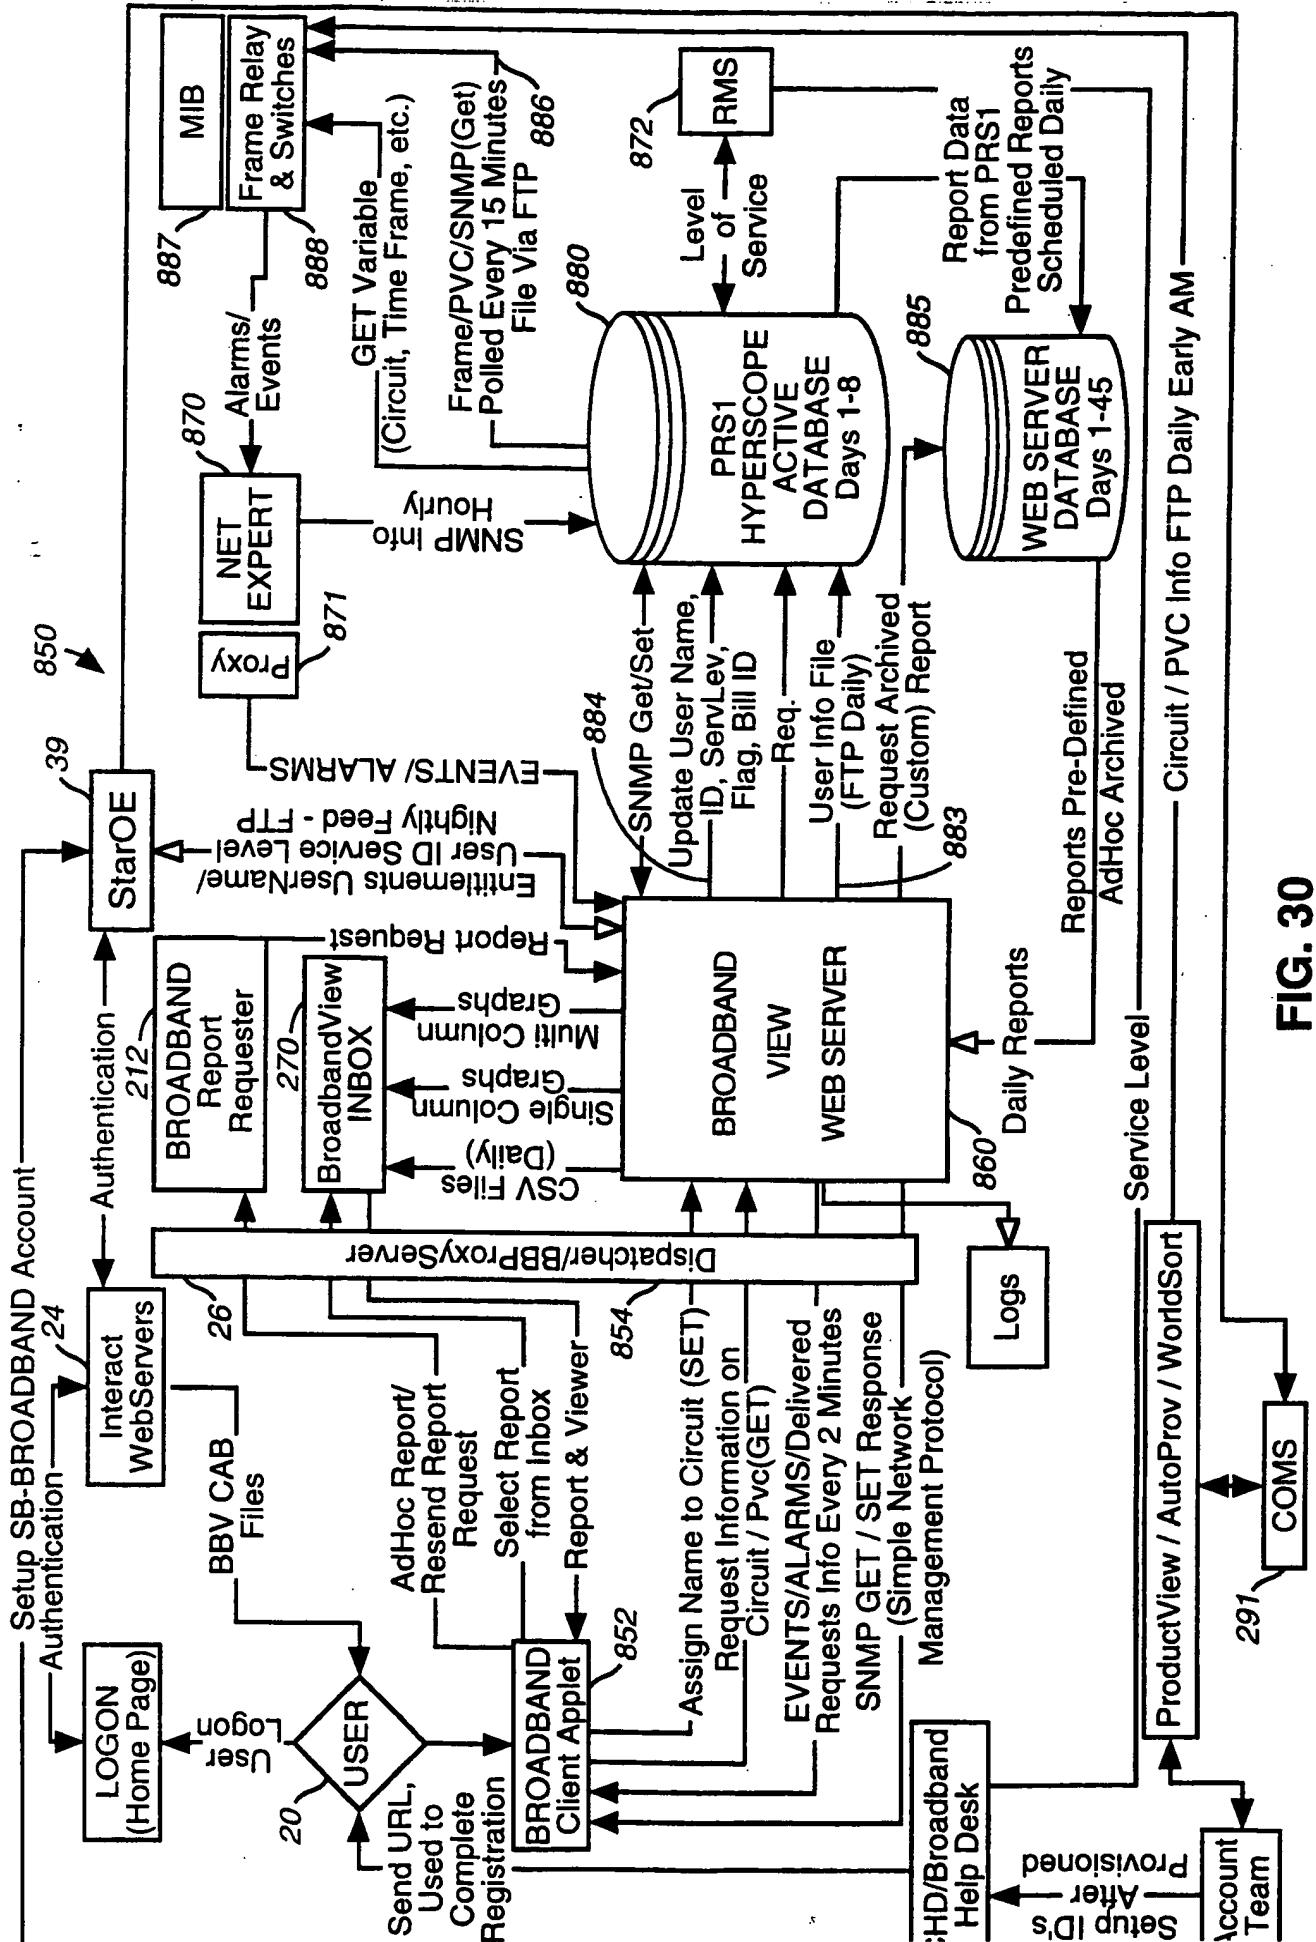 Setup SB-BROADBAND Account
LOGON
(Home Page)
Authentication
24
Interact
WebServers
Authentication
39
StarOE
850
User
Logon
20
USER
BBV CAB
Files
26
212
BROADBAND
Report
Requester
270
BroadbandView
INBOX
Report Request
Entitlements UserName/
User ID Service Level
Nightly Feed - FTP
EVENTS/ ALARMS
Proxy
871
NET
EXPERT
870
Alarms/
Events
887
MIB
888
Frame Relay
& Switches
SNMP Info
Hourly
GET Variable
(Circuit, Time Frame, etc.)
Frame/PVC/SNMP(Get)
Polled Every 15 Minutes
File Via FTP
886
Send URL,
Used to
Complete
Registration
BROADBAND
Client Applet
852
AdHoc Report/
Resend Report
Request
Select Report
from Inbox
Report & Viewer
Dispatcher/BBProxyServer
854
CSV Files
(Daily)
Single Column
Graphs
Multi Column
Graphs
Assign Name to Circuit (SET)
Request Information on
Circuit / Pvc(GET)
EVENTS/ALARMS/Delivered
Requests Info Every 2 Minutes
SNMP GET / SET Response
(Simple Network
Management Protocol)
BROADBAND
VIEW
WEB SERVER
860
Logs
884
SNMP Get/Set
Update User Name,
ID, ServLev,
Flag, Bill ID
Req.
User Info File
(FTP Daily)
Request Archived
(Custom) Report
883
880
PRS1
HYPERSCOPE
ACTIVE
DATABASE
Days 1-8
Level
of
Service
872
RMS
885
WEB SERVER
DATABASE
Days 1-45
Report Data
from PRS1
Predefined Reports
Scheduled Daily
Reports Pre-Defined
AdHoc Archived
Daily Reports
Service Level
HD/Broadband
Help Desk
Setup ID's
After
Provisioned
Account
Team
ProductView / AutoProv / WorldSort
Circuit / PVC Info FTP Daily Early AM
291
COMS
FIG. 30